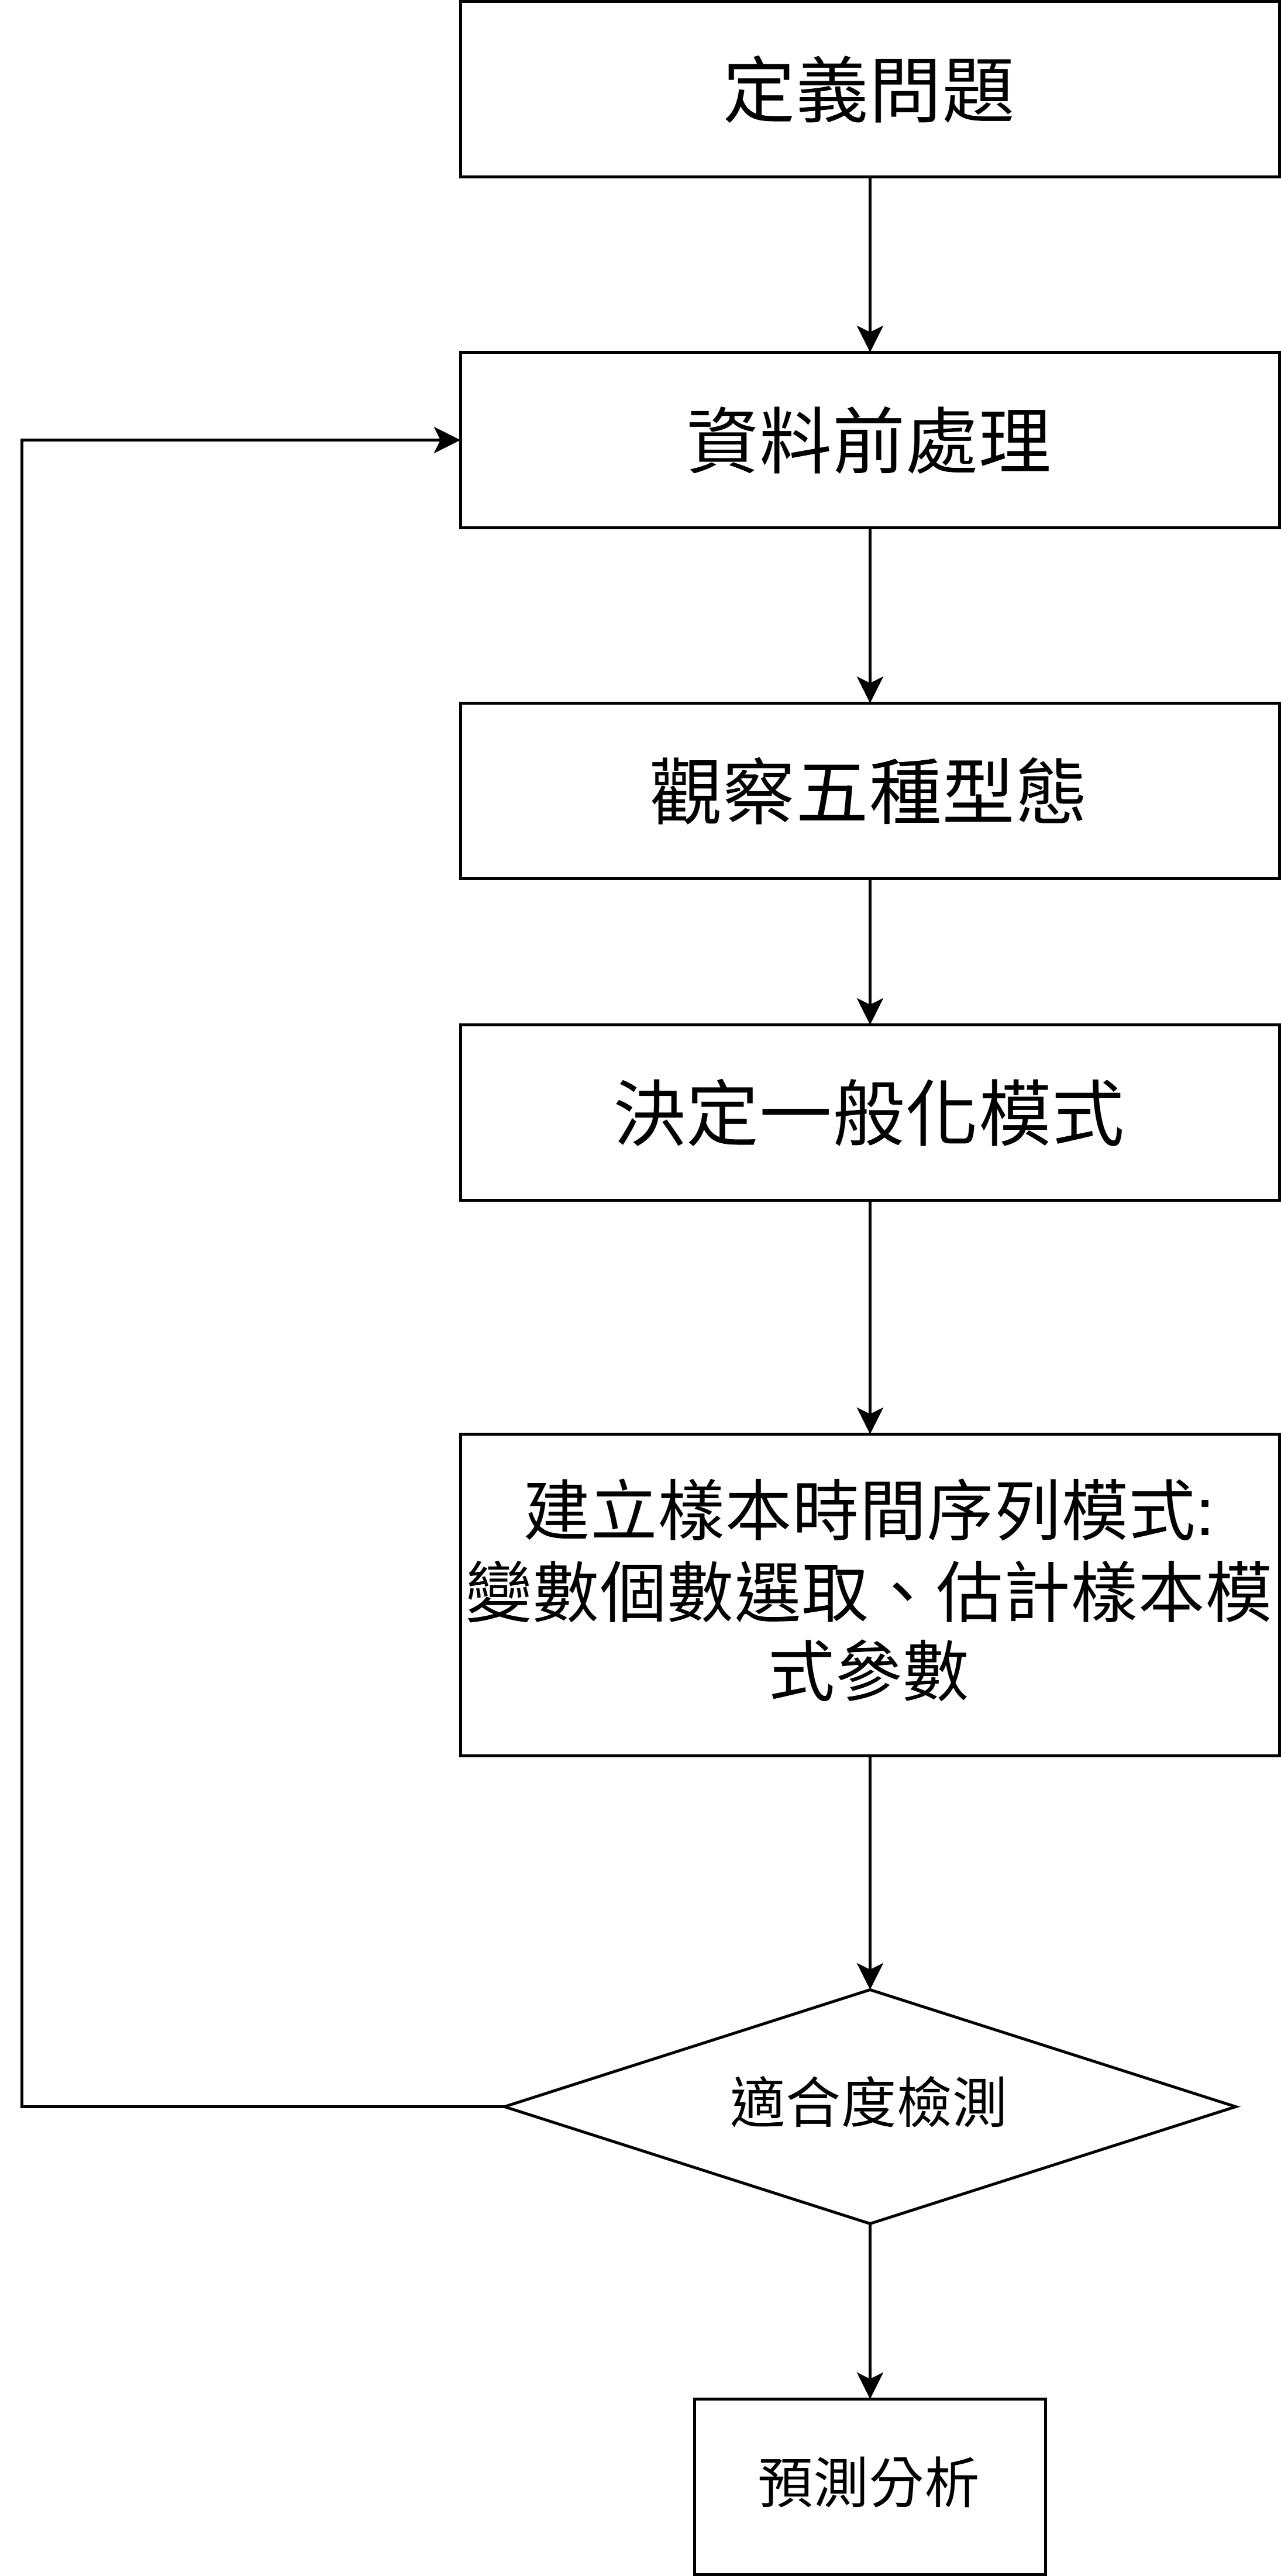 定義問題
資料前處理
觀察五種型態
決定一般化模式
建立樣本時間序列模式:
變數個數選取、估計樣本模
式參數
適合度檢測
預測分析